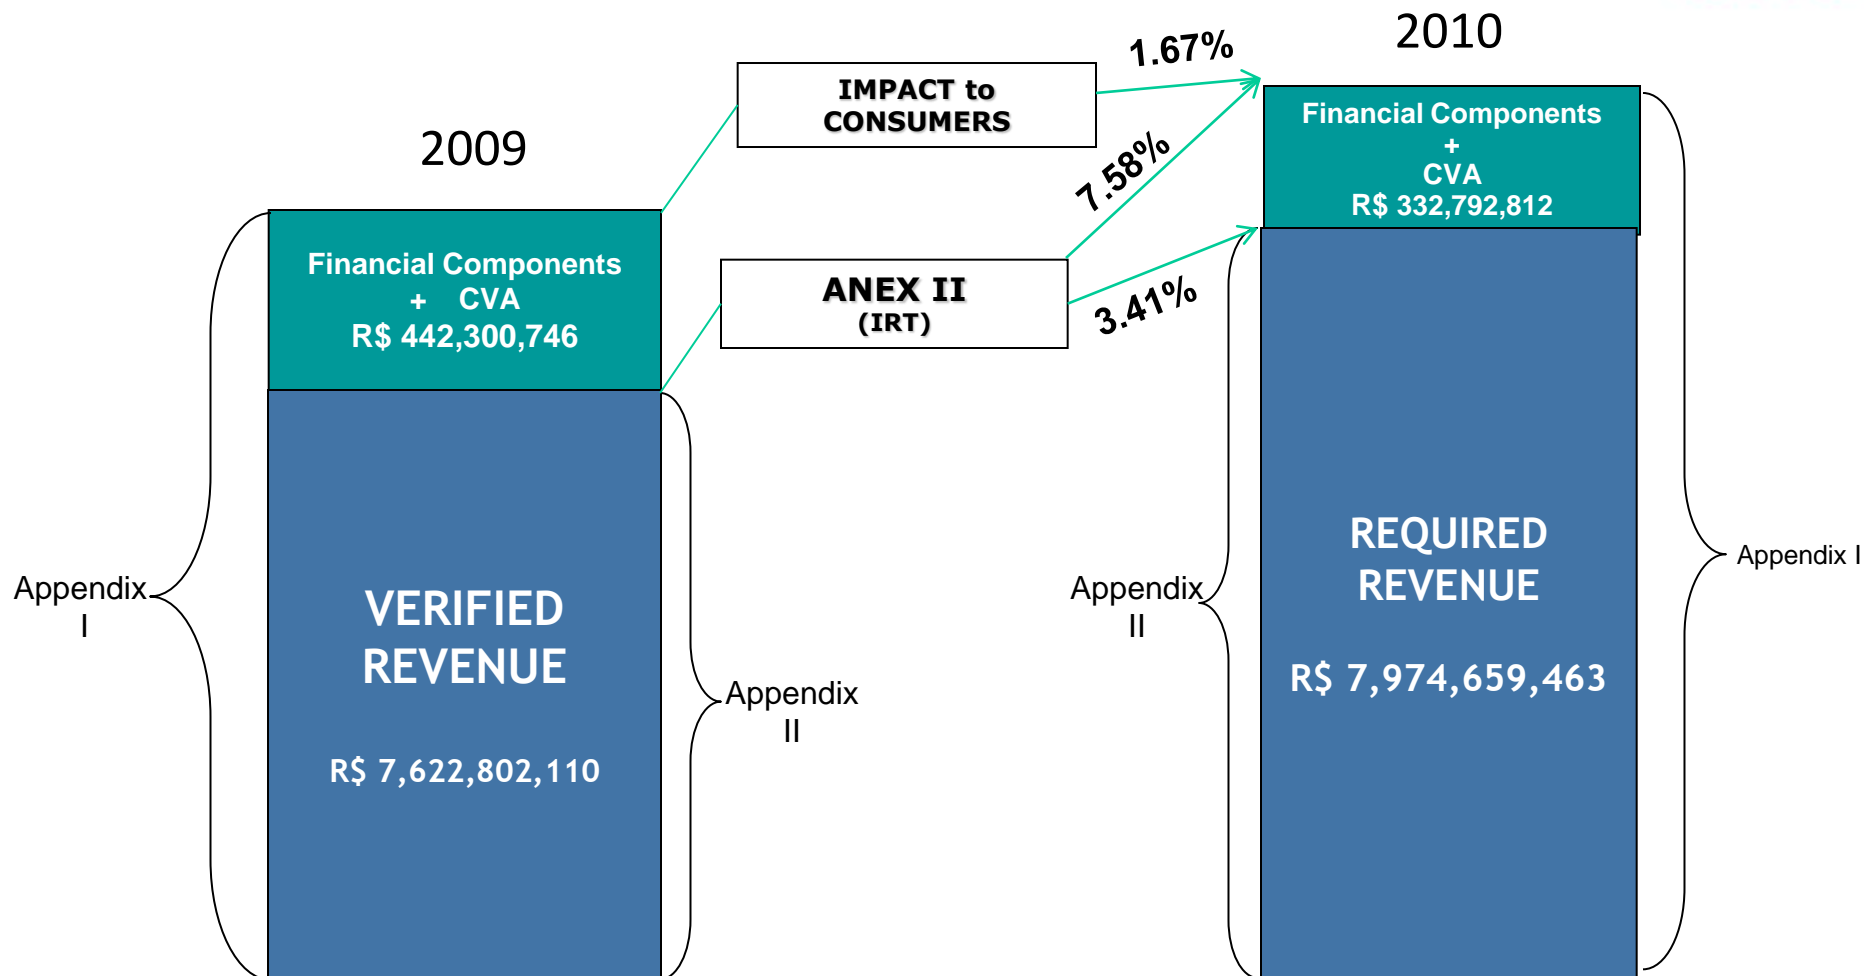 2009
2010
IMPACT to
CONSUMERS
1.67%
7.58%
3.41%
ANEX II
(IRT)
Financial Components
+ CVA
R$ 442,300,746
VERIFIED
REVENUE
R$ 7,622,802,110
Appendix
I
Appendix
II
Financial Components
+
CVA
R$ 332,792,812
REQUIRED
REVENUE
R$ 7,974,659,463
Appendix
II
Appendix I